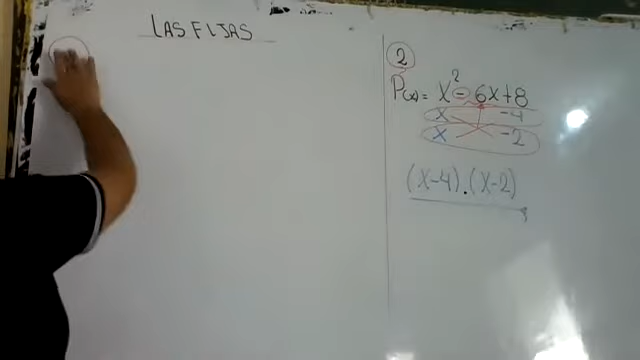 LAS FIJAS
2
P(x) = x² - 6x + 8
x -4
x -2
(x-4).(x-2)